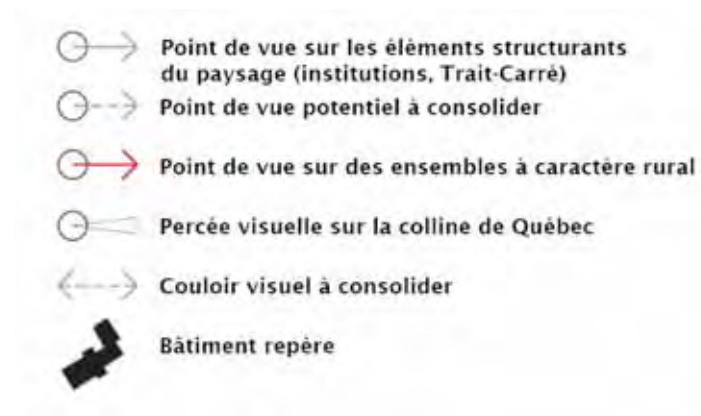 Point de vue sur les éléments structurants
du paysage (institutions, Trait-Carré)
Point de vue potentiel à consolider
Point de vue sur des ensembles à caractère rural
Percée visuelle sur la colline de Québec
Couloir visuel à consolider
Bâtiment repère